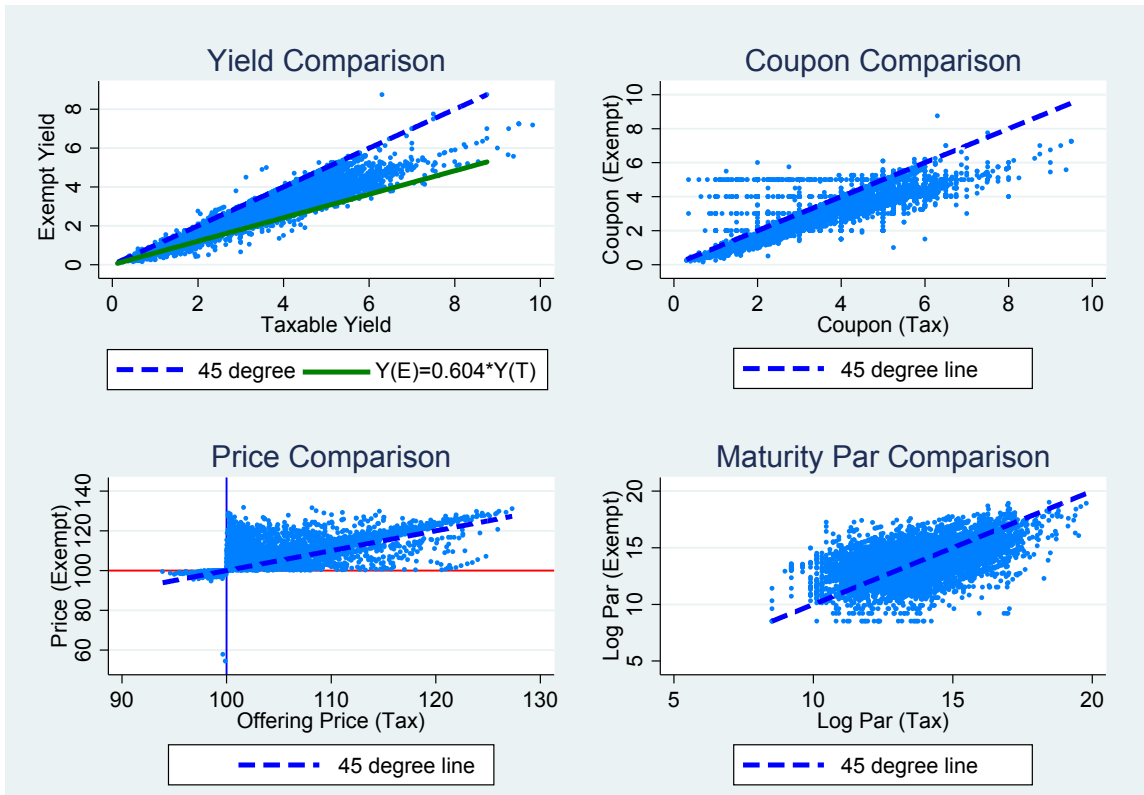 Yield Comparison
Exempt Yield
8
6
4
2
0
0 2 4 6 8 10
Taxable Yield
45 degree Y(E)=0.604*Y(T)
Coupon Comparison
Coupon (Exempt)
10
8
6
4
2
0
0 2 4 6 8 10
Coupon (Tax)
45 degree line
Price Comparison
Price (Exempt)
140
120
100
80
60
90 100 110 120 130
Offering Price (Tax)
45 degree line
Maturity Par Comparison
Log Par (Exempt)
20
15
10
5
5 10 15 20
Log Par (Tax)
45 degree line